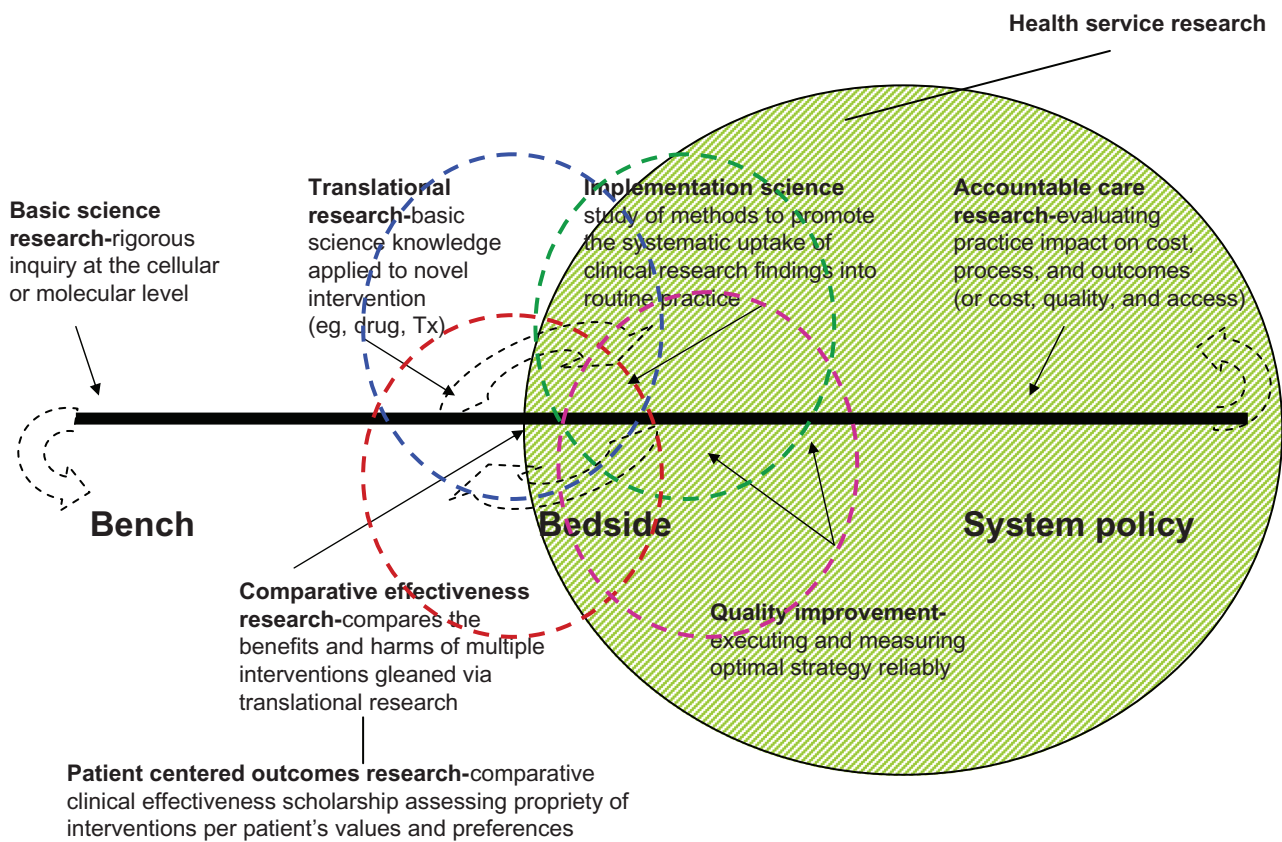 Health service research
Basic science
research-rigorous
inquiry at the cellular
or molecular level
Translational
research-basic
science knowledge
applied to novel
intervention
(eg, drug, Tx)
Implementation science
study of methods to promote
the systematic uptake of
clinical research findings into
routine practice
Accountable care
research-evaluating
practice impact on cost,
process, and outcomes
(or cost, quality, and access)
Bench
Bedside
System policy
Comparative effectiveness
research-compares the
benefits and harms of multiple
interventions gleaned via
translational research
Quality improvement-
executing and measuring
optimal strategy reliably
Patient centered outcomes research-comparative
clinical effectiveness scholarship assessing propriety of
interventions per patient's values and preferences